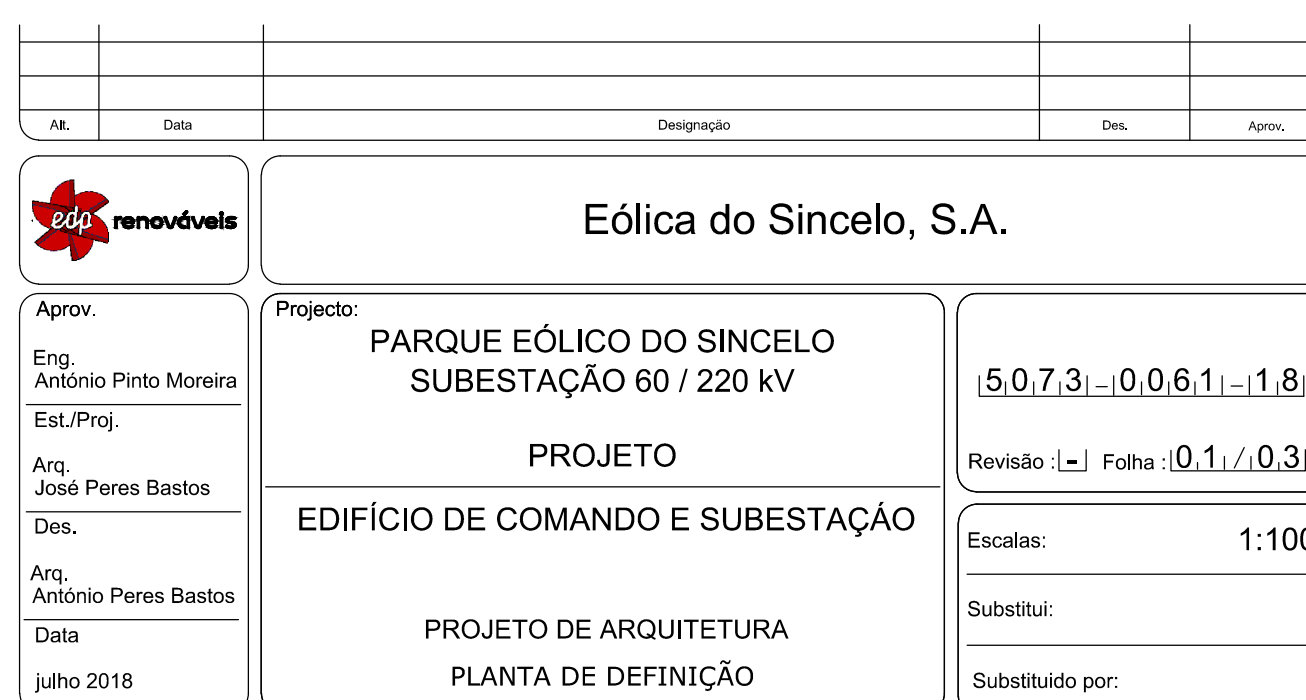 Alt. Data Designação Des. Aprov.
edp renováveis
Eólica do Sincelo, S.A.
Aprov.
Eng.
António Pinto Moreira
Est./Proj.
Arq.
José Peres Bastos
Des.
Arq.
António Peres Bastos
Data
julho 2018
Projecto:
PARQUE EÓLICO DO SINCELO
SUBESTAÇÃO 60 / 220 kV
PROJETO
EDIFÍCIO DE COMANDO E SUBESTAÇÁO
PROJETO DE ARQUITETURA
PLANTA DE DEFINIÇÃO
5073-0061-18
Revisão : - Folha : 01/03
Escalas: 1:100
Substitui:
Substituido por: